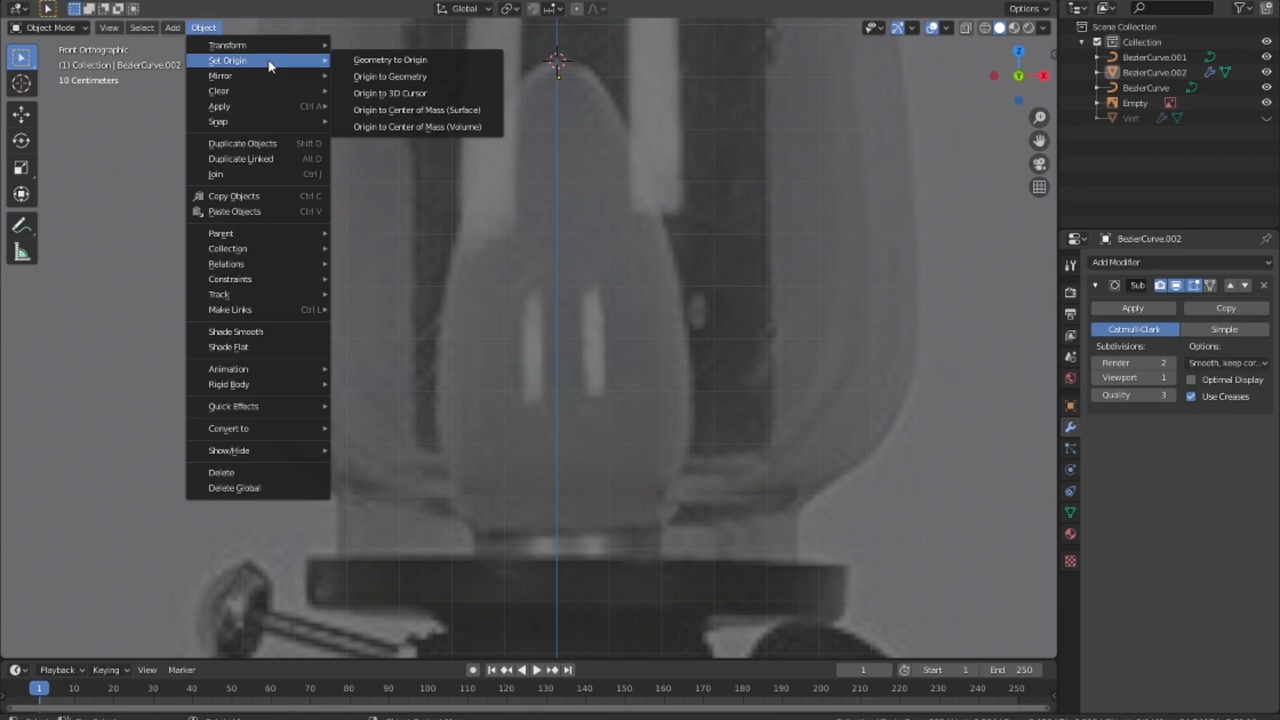 Global
Options
Object Mode
View
Select
Add
Object
Front Orthographic
(1) Collection | BezierCurve.002
10 Centimeters
Transform
Set Origin
Mirror
Clear
Apply Ctrl A
Snap
Duplicate Objects Shift D
Duplicate Linked Alt D
Join Ctrl J
Copy Objects Ctrl C
Paste Objects Ctrl V
Parent
Collection
Relations
Constraints
Track
Make Links Ctrl L
Shade Smooth
Shade Flat
Animation
Rigid Body
Quick Effects
Convert to
Show/Hide
Delete
Delete Global
Geometry to Origin
Origin to Geometry
Origin to 3D Cursor
Origin to Center of Mass (Surface)
Origin to Center of Mass (Volume)
Z
X
Y
Scene Collection
Collection
BezierCurve.001
BezierCurve.002
BezierCurve
Empty
Vert
BezierCurve.002
Add Modifier
Sub
Apply
Copy
Catmull-Clark
Simple
Subdivisions:
Options:
Render 2
Smooth, keep cor..
Viewport 1
Optimal Display
Quality 3
Use Creases
Playback
Keying
View
Marker
1
Start 1
End 250
1 10 20 30 40 50 60 70 80 90 100 110 120 130 140 150 160 170 180 190 200 210 220 230 240 250